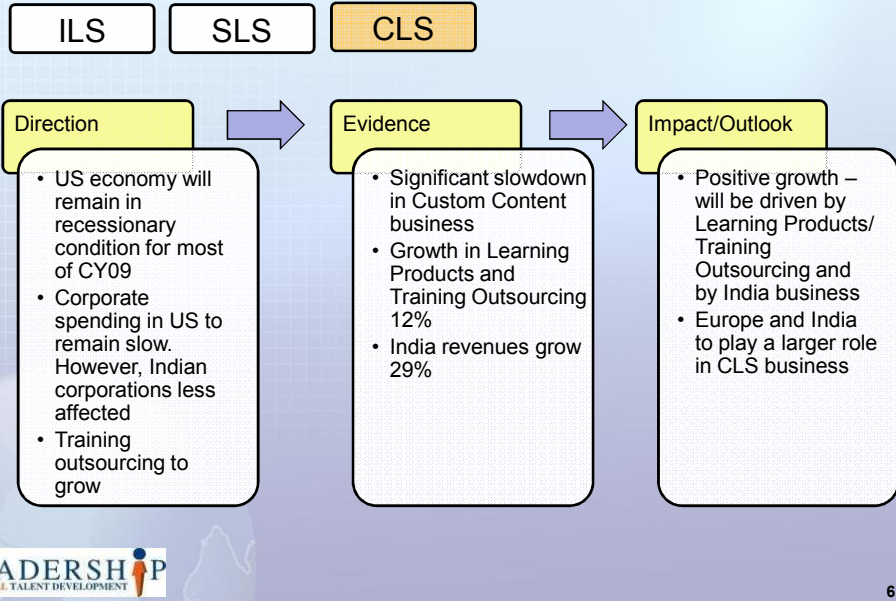 ILS
SLS
CLS
Direction
• US economy will
remain in
recessionary
condition for most
of CY09
• Corporate
spending in US to
remain slow.
However, Indian
corporations less
affected
• Training
outsourcing to
grow
Evidence
• Significant slowdown
in Custom Content
business
• Growth in Learning
Products and
Training Outsourcing
12%
• India revenues grow
29%
Impact/Outlook
• Positive growth –
will be driven by
Learning Products/
Training
Outsourcing and
by India business
• Europe and India
to play a larger role
in CLS business
ADERSHIP
TALENT DEVELOPMENT
6